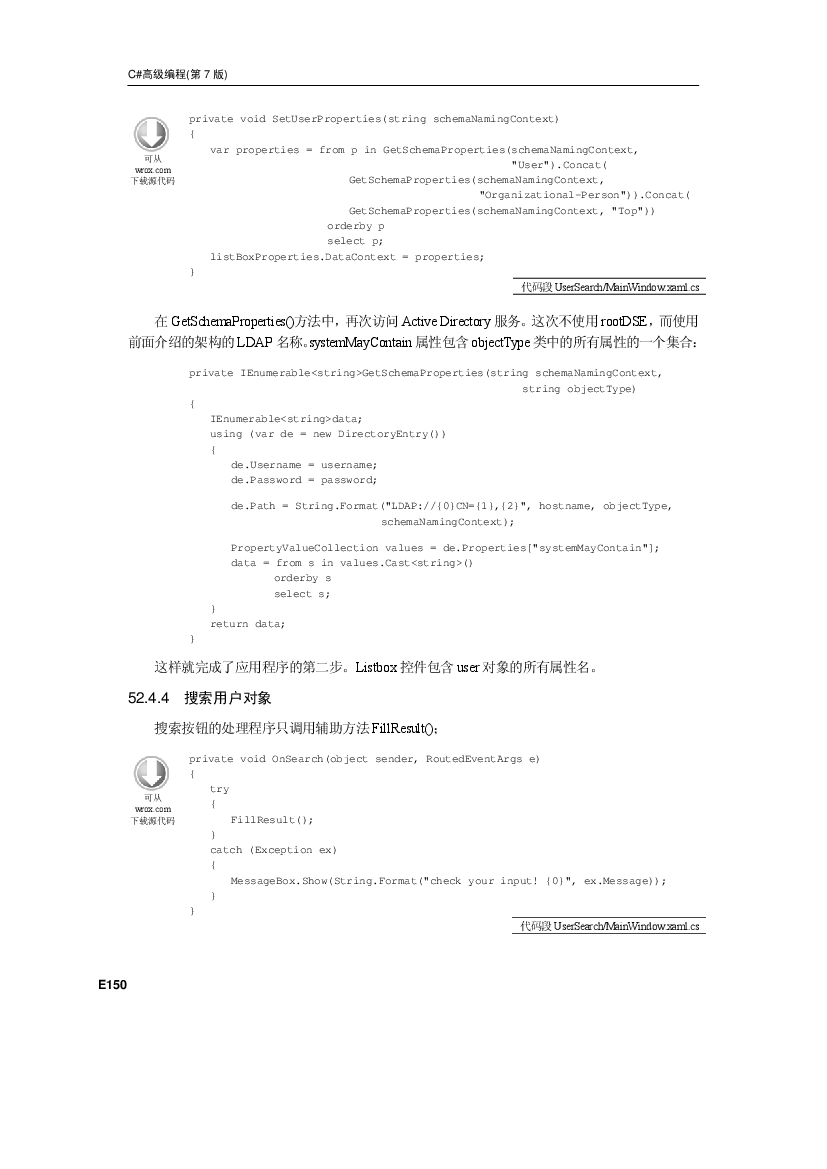 C#高级编程(第 7 版)
可从
wrox.com
下载源代码
private void SetUserProperties(string schemaNamingContext)
{
   var properties = from p in GetSchemaProperties(schemaNamingContext,
                                              "User").Concat(
                       GetSchemaProperties(schemaNamingContext,
                                         "Organizational-Person")).Concat(
                       GetSchemaProperties(schemaNamingContext, "Top"))
                    orderby p
                    select p;
   listBoxProperties.DataContext = properties;
}
代码段 UserSearch/MainWindow.xaml.cs
在 GetSchemaProperties()方法中，再次访问 Active Directory 服务。这次不使用 rootDSE，而使用
前面介绍的架构的 LDAP 名称。systemMayContain 属性包含 objectType 类中的所有属性的一个集合：
private IEnumerable<string>GetSchemaProperties(string schemaNamingContext,
                                               string objectType)
{
   IEnumerable<string>data;
   using (var de = new DirectoryEntry())
   {
      de.Username = username;
      de.Password = password;
      de.Path = String.Format("LDAP://{0}CN={1},{2}", hostname, objectType,
                           schemaNamingContext);
      PropertyValueCollection values = de.Properties["systemMayContain"];
      data = from s in values.Cast<string>()
            orderby s
            select s;
   }
   return data;
}
这样就完成了应用程序的第二步。Listbox 控件包含 user 对象的所有属性名。
52.4.4 搜索用户对象
搜索按钮的处理程序只调用辅助方法 FillResult()；
可从
wrox.com
下载源代码
private void OnSearch(object sender, RoutedEventArgs e)
{
   try
   {
      FillResult();
   }
   catch (Exception ex)
   {
      MessageBox.Show(String.Format("check your input! {0}", ex.Message));
   }
}
代码段 UserSearch/MainWindow.xaml.cs
E150